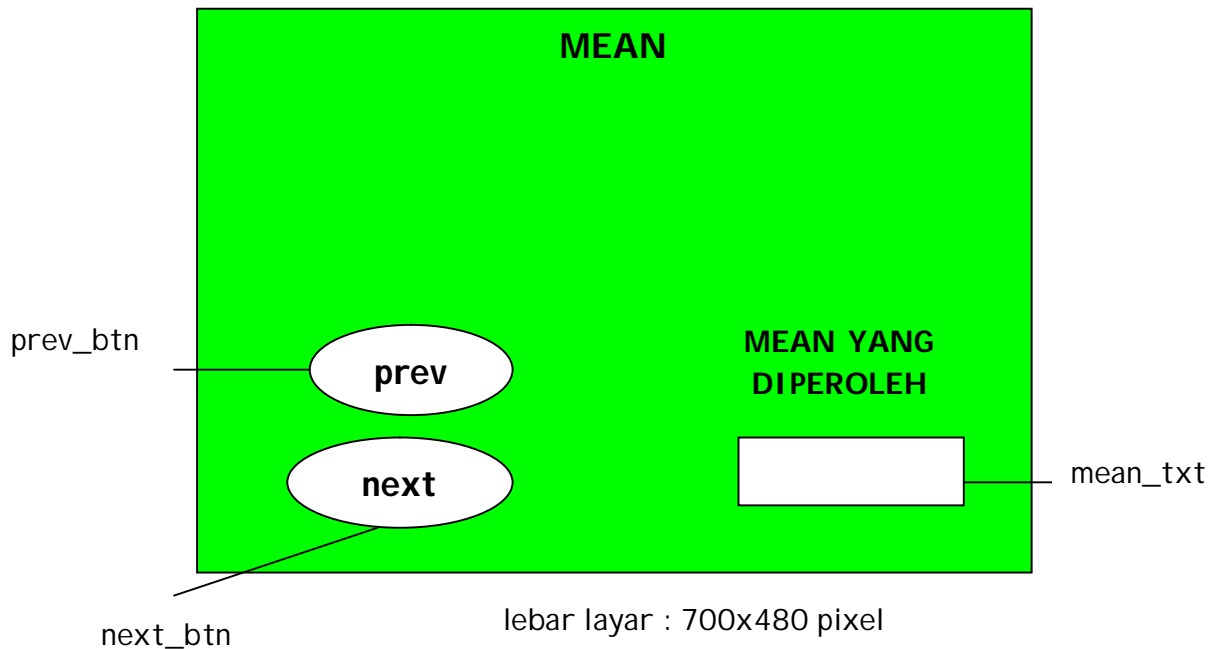 MEAN
prev_btn
prev
MEAN YANG
DIPEROLEH
next
mean_txt
next_btn
lebar layar : 700x480 pixel